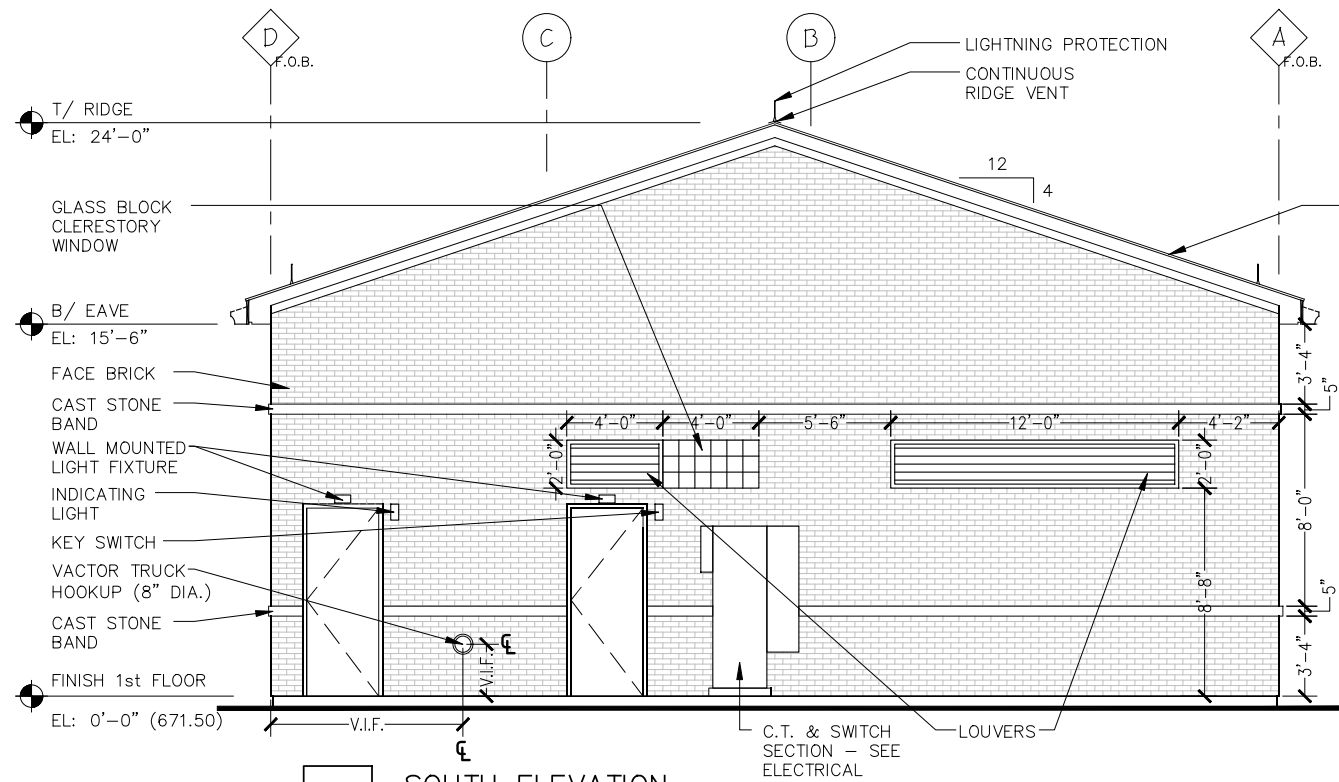 D
F.O.B.
C
B
A
F.O.B.
LIGHTNING PROTECTION
CONTINUOUS
RIDGE VENT
T/ RIDGE
EL: 24'-0"
12
4
GLASS BLOCK
CLERESTORY
WINDOW
B/ EAVE
EL: 15'-6"
FACE BRICK
CAST STONE
BAND
WALL MOUNTED
LIGHT FIXTURE
INDICATING
LIGHT
KEY SWITCH
VACTOR TRUCK
HOOKUP (8" DIA.)
CAST STONE
BAND
FINISH 1st FLOOR
EL: 0'-0" (671.50)
4'-0"
4'-0"
5'-6"
12'-0"
4'-2"
2'-0"
2'-0"
8'-8"
3'-4"
5"
8'-0"
5"
3'-4"
V.I.F.
℄
V.I.F.
℄
C.T. & SWITCH
SECTION - SEE
ELECTRICAL
LOUVERS
SOUTH ELEVATION